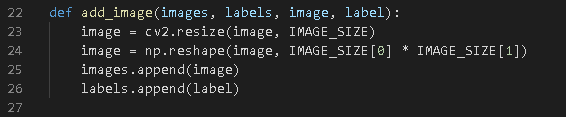 22 def add_image(images, labels, image, label):
23     image = cv2.resize(image, IMAGE_SIZE)
24     image = np.reshape(image, IMAGE_SIZE[0] * IMAGE_SIZE[1])
25     images.append(image)
26     labels.append(label)
27